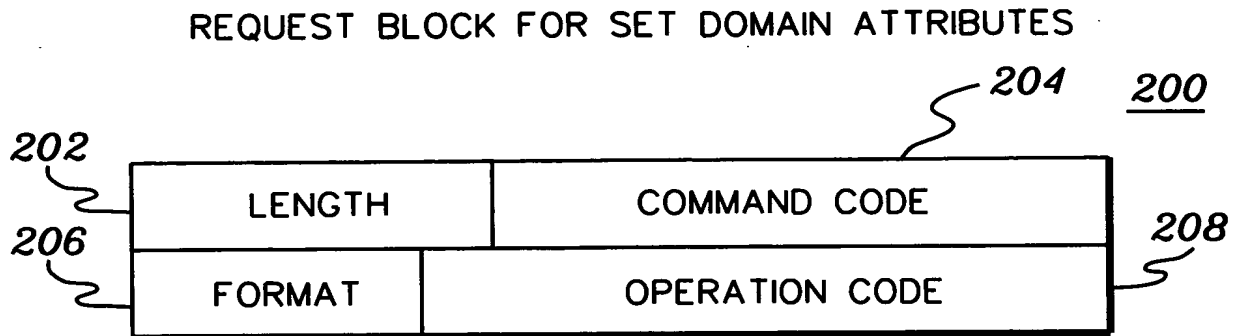 REQUEST BLOCK FOR SET DOMAIN ATTRIBUTES
204
200
202
LENGTH
COMMAND CODE
206
208
FORMAT
OPERATION CODE